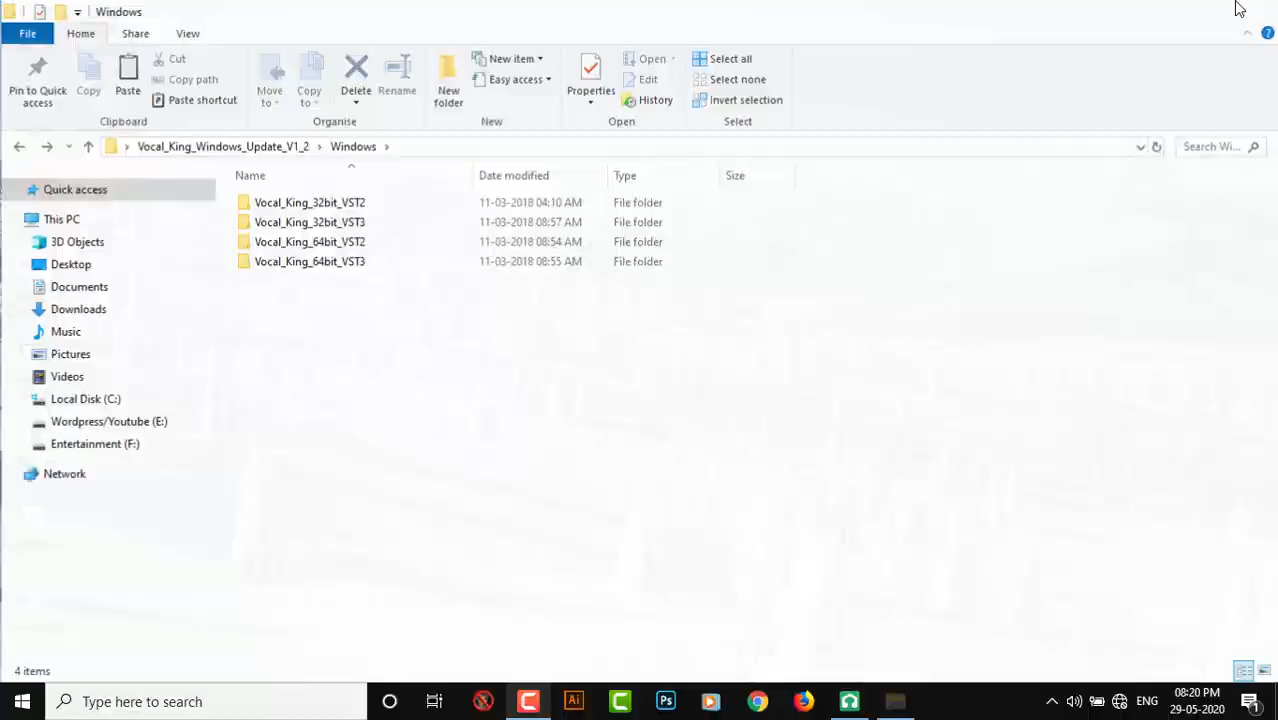 Windows
File Home Share View
Pin to Quick access
Copy
Paste
Cut
Copy path
Paste shortcut
Clipboard
Move to
Copy to
Delete
Rename
Organise
New folder
New item
Easy access
New
Properties
Open
Edit
History
Open
Select all
Select none
Invert selection
Select
Vocal_King_Windows_Update_V1_2 Windows
Search Wi...
Name Date modified Type Size
Vocal_King_32bit_VST2 11-03-2018 04:10 AM File folder
Vocal_King_32bit_VST3 11-03-2018 08:57 AM File folder
Vocal_King_64bit_VST2 11-03-2018 08:54 AM File folder
Vocal_King_64bit_VST3 11-03-2018 08:55 AM File folder
Quick access
This PC
3D Objects
Desktop
Documents
Downloads
Music
Pictures
Videos
Local Disk (C:)
Wordpress/Youtube (E:)
Entertainment (F:)
Network
4 items
Type here to search
Ai
Ps
ENG
08:20 PM
29-05-2020
1